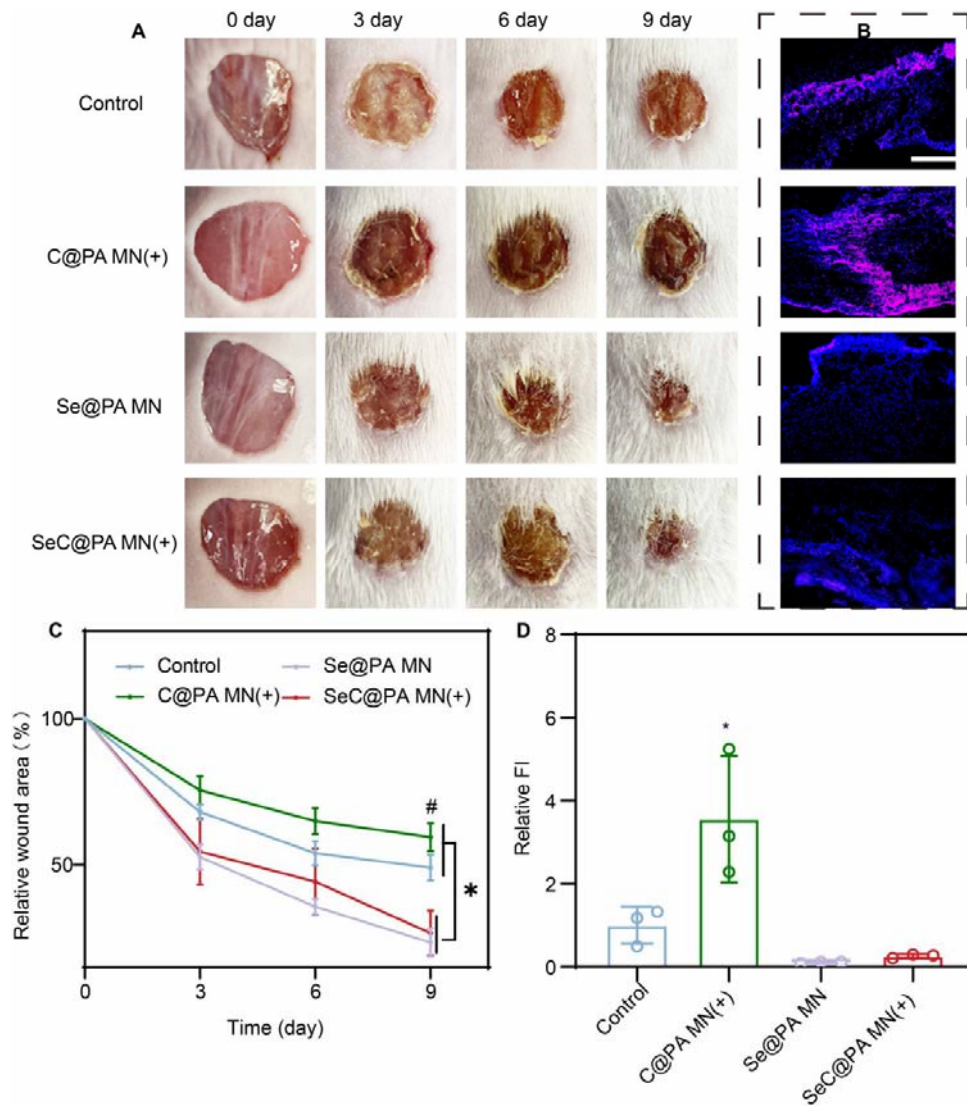 A
0 day
3 day
6 day
9 day
B
Control
C@PA MN(+)
Se@PA MN
SeC@PA MN(+)
C
Control
Se@PA MN
C@PA MN(+)
SeC@PA MN(+)
Relative wound area (%)
100
50
#
*
0
3
6
9
Time (day)
D
Relative FI
8
6
4
2
0
*
Control
C@PA MN(+)
Se@PA MN
SeC@PA MN(+)